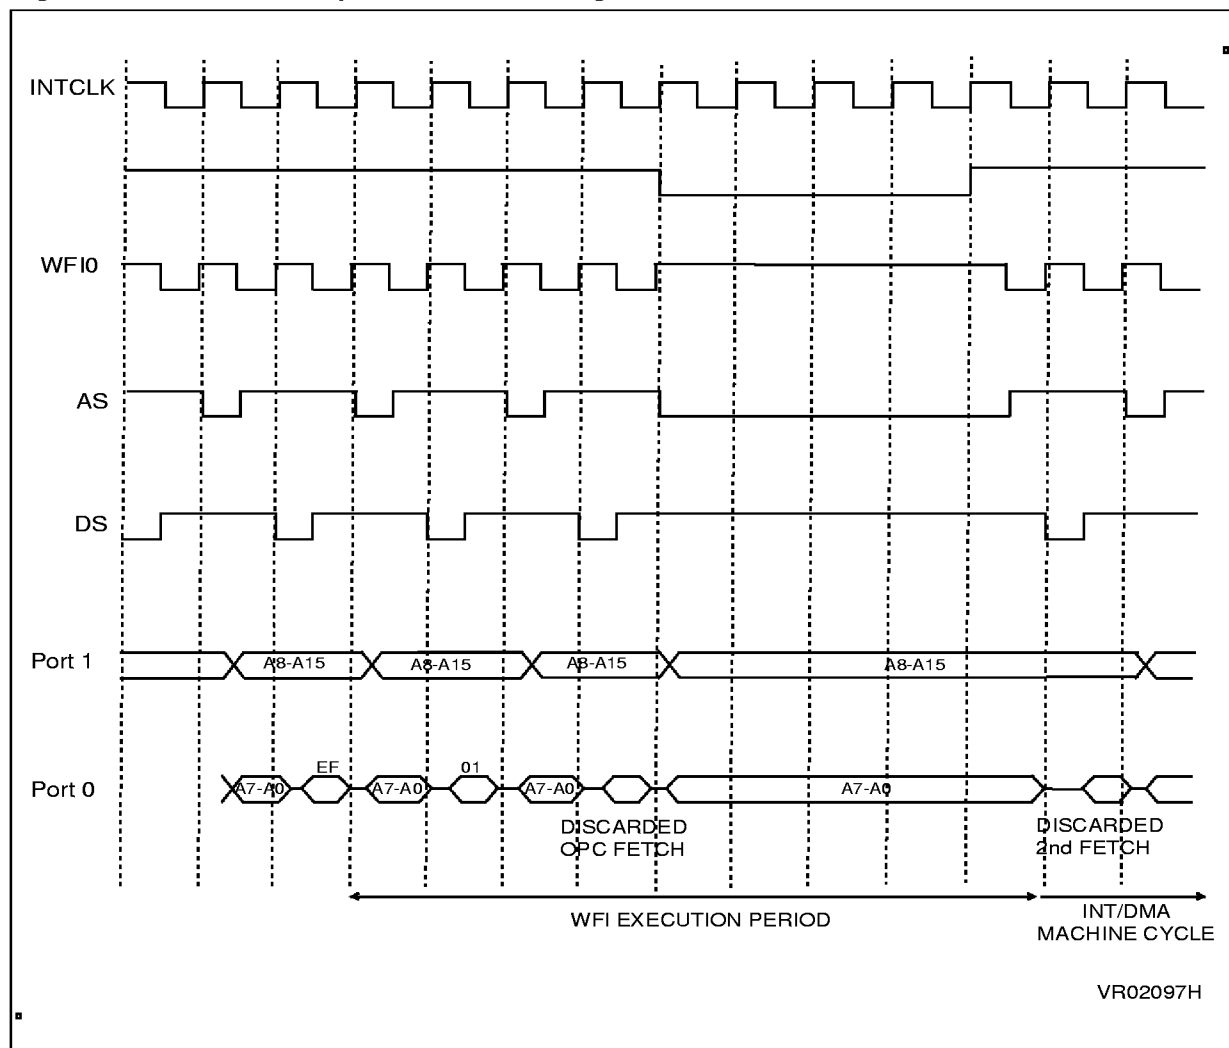 INTCLK
WFI0
AS
DS
Port 1
A8-A15
A8-A15
A8-A15
A8-A15
Port 0
A7-A0
EF
A7-A0
01
A7-A0
A7-A0
DISCARDED
OPC FETCH
DISCARDED
2nd FETCH
WFI EXECUTION PERIOD
INT/DMA
MACHINE CYCLE
VR02097H